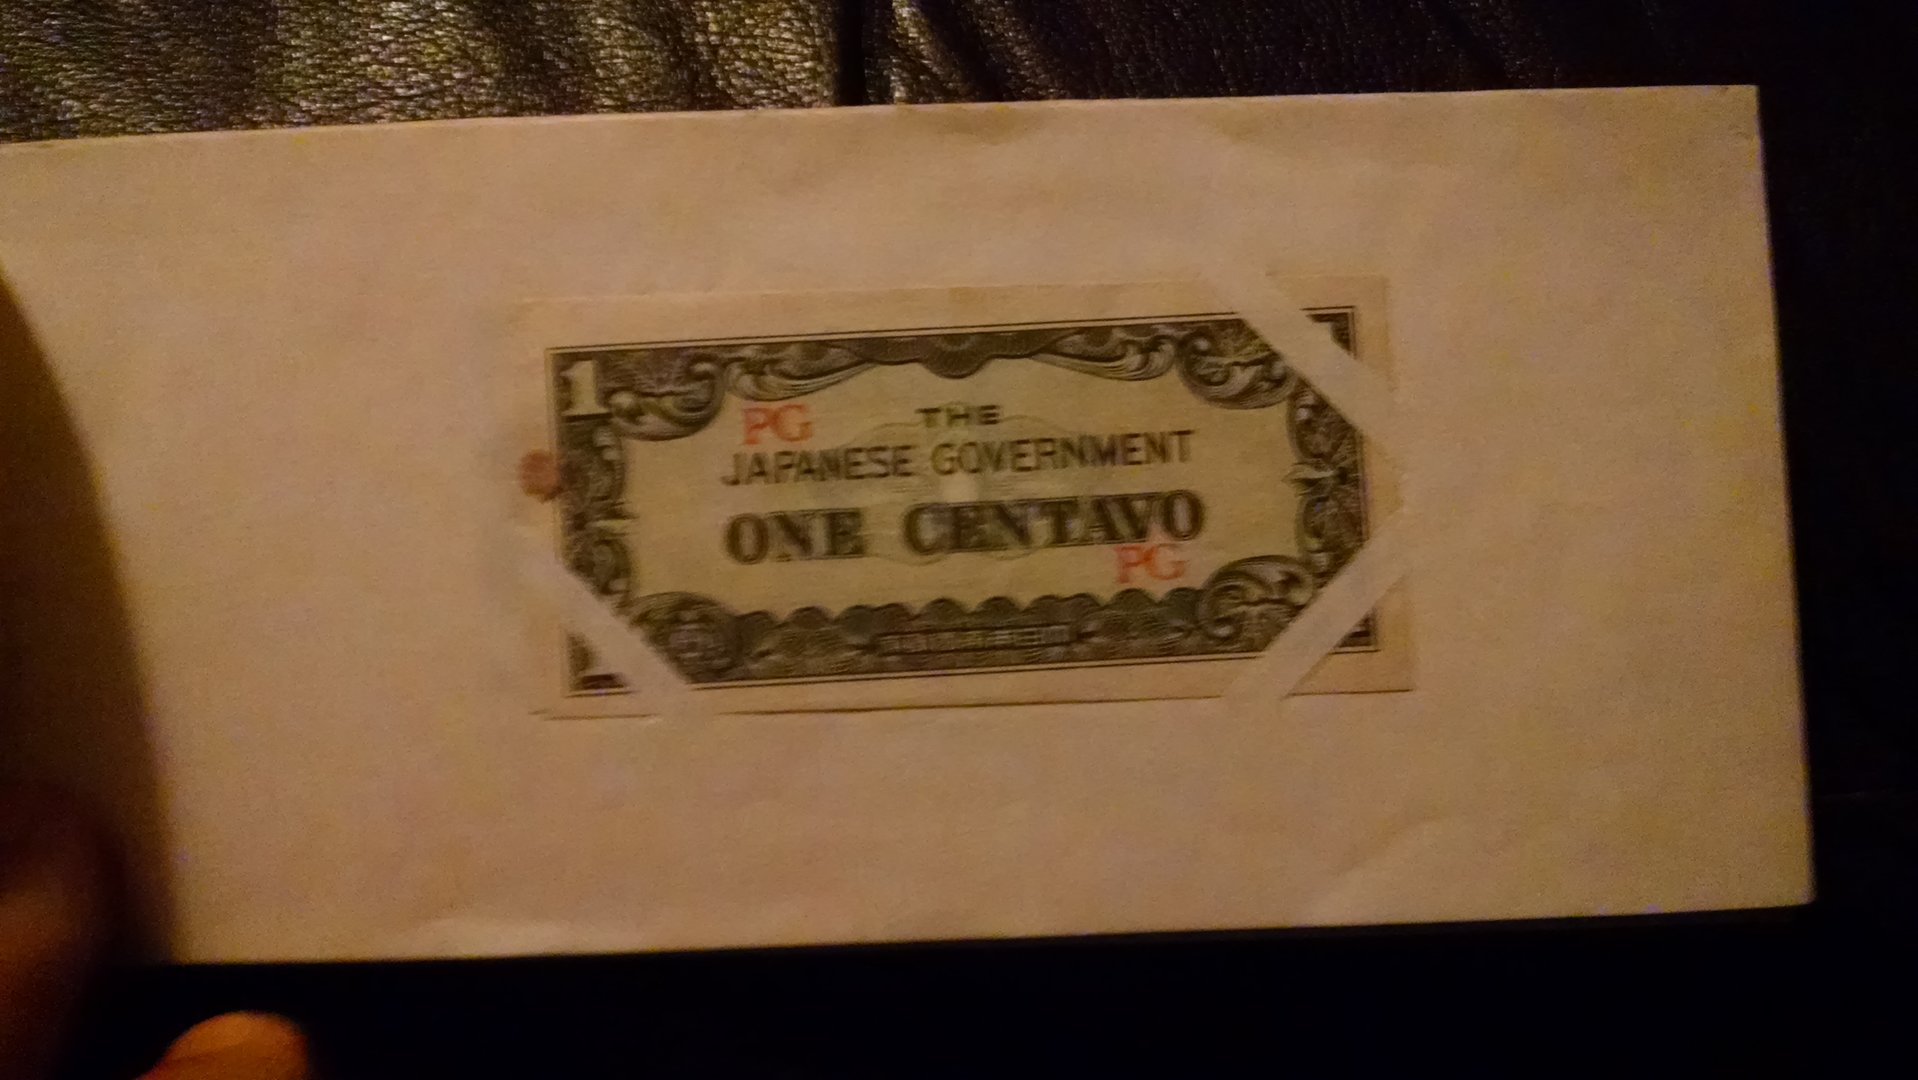 1
PG
THE
JAPANESE GOVERNMENT
ONE CENTAVO
PG